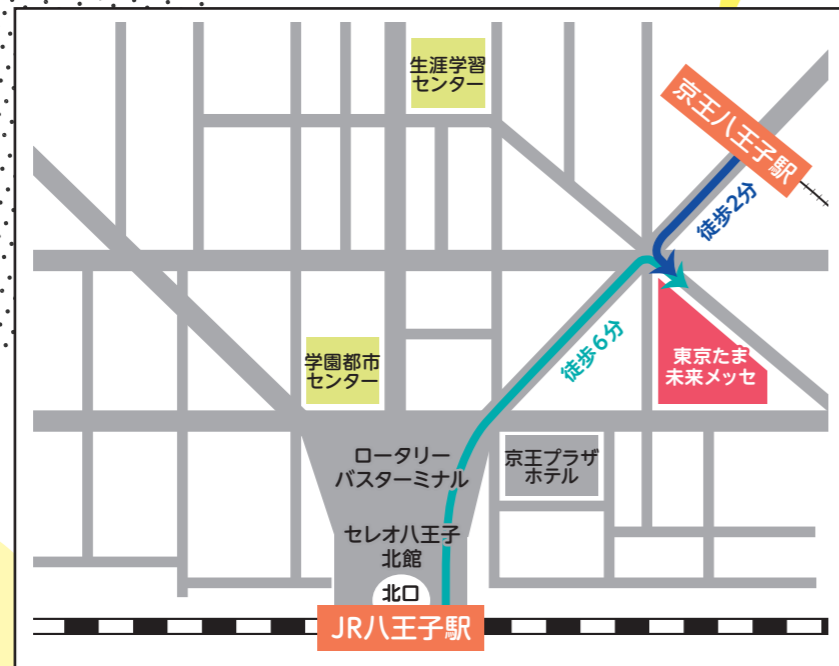 生涯学習
センター
京王八王子駅
徒歩2分
徒歩6分
学園都市
センター
東京たま
未来メッセ
ロータリー
バスターミナル
京王プラザ
ホテル
セレオ八王子
北館
北口
JR八王子駅